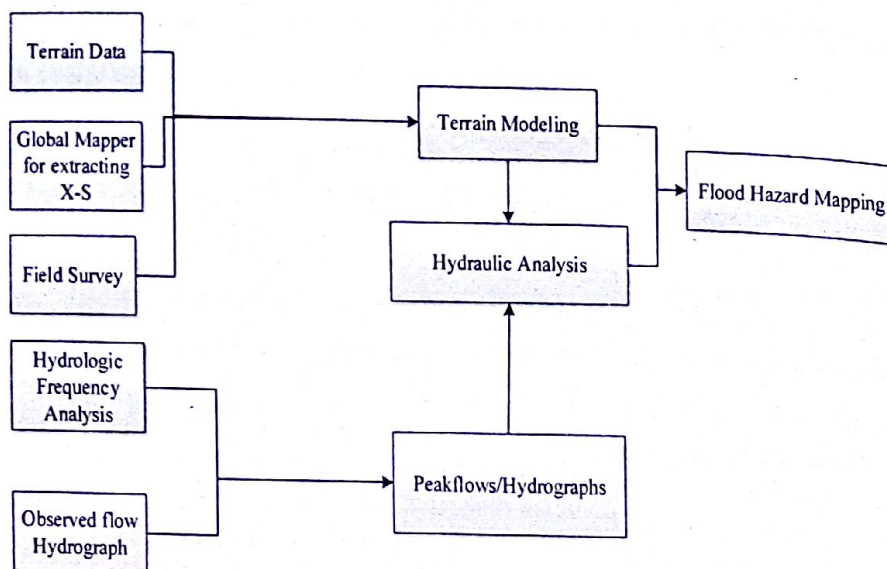 Terrain Data
Global Mapper
for extracting
X-S
Field Survey
Hydrologic
Frequency
Analysis
Observed flow
Hydrograph
Terrain Modeling
Hydraulic Analysis
Peakflows/Hydrographs
Flood Hazard Mapping